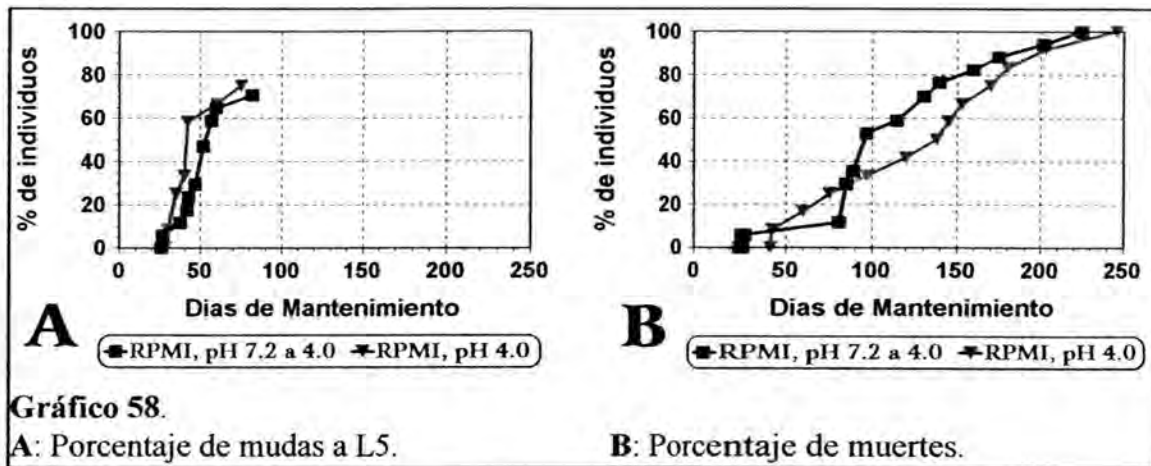 % de individuos
100
80
60
40
20
0
0 50 100 150 200 250
Dias de Mantenimiento
A
RPMI, pH 7.2 a 4.0 RPMI, pH 4.0
% de individuos
100
80
60
40
20
0
0 50 100 150 200 250
Dias de Mantenimiento
B
RPMI, pH 7.2 a 4.0 RPMI, pH 4.0
Gráfico 58.
A: Porcentaje de mudas a L5. B: Porcentaje de muertes.